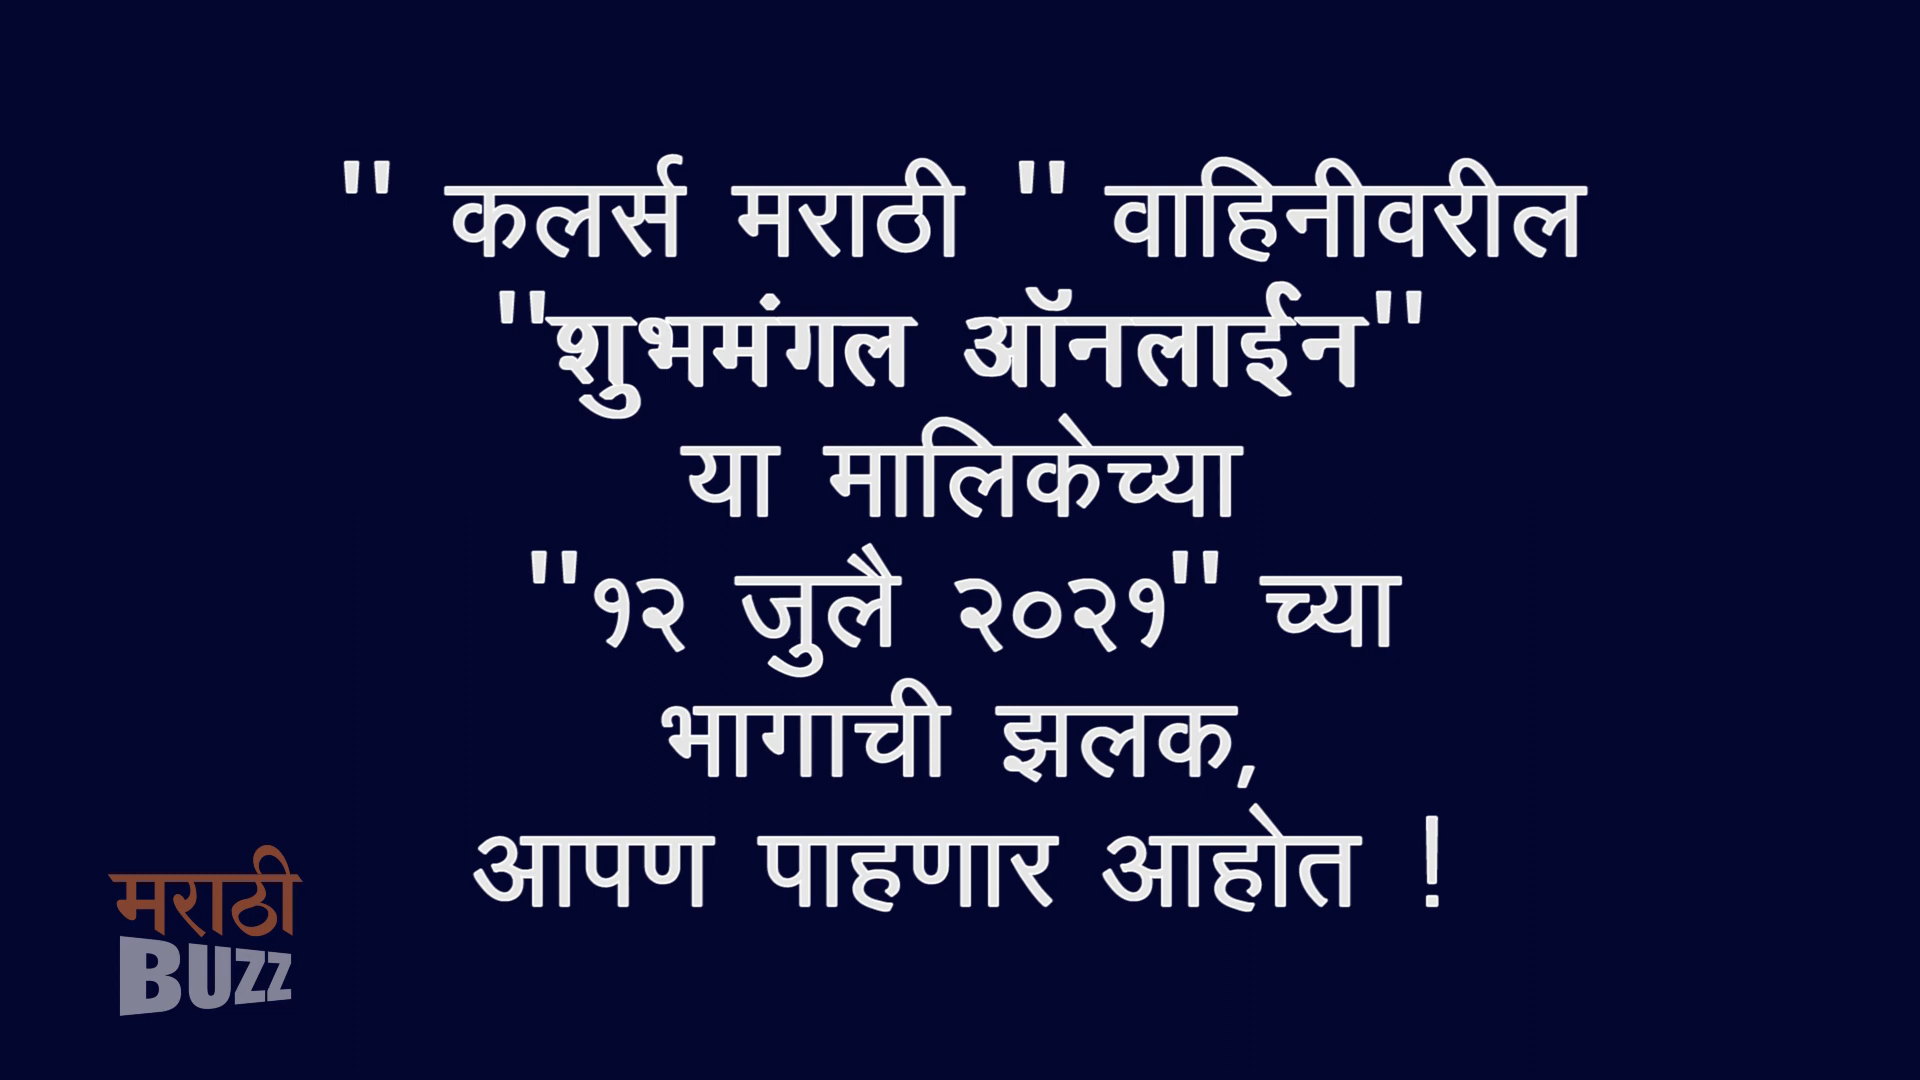 " कलर्स मराठी " वाहिनीवरील
"शुभमंगल ऑनलाईन"
या मालिकेच्या
"१२ जुलै २०२१" च्या
भागाची झलक,
आपण पाहणार आहोत !
मराठी
BUZZ